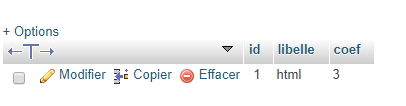 + Options
←T→ id libelle coef
Modifier Copier Effacer 1 html 3